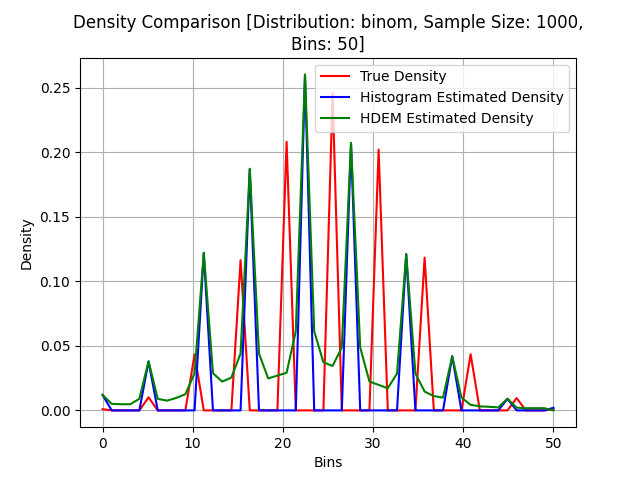 Density Comparison [Distribution: binom, Sample Size: 1000,
Bins: 50]
True Density
Histogram Estimated Density
HDEM Estimated Density
Density
0.25
0.20
0.15
0.10
0.05
0.00
0 10 20 30 40 50
Bins